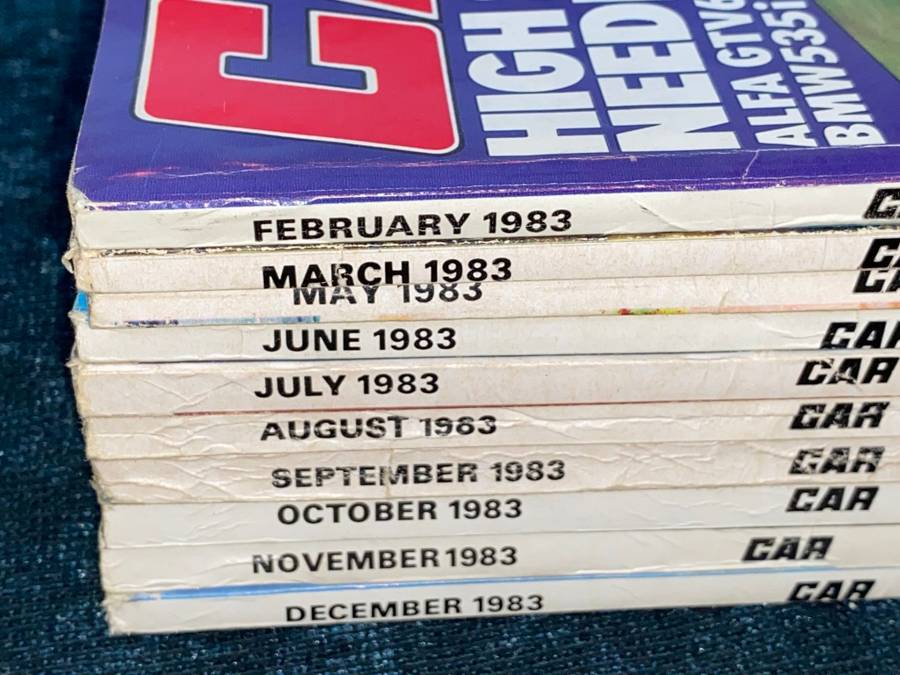 HIGH
NEED
ALFA GTV6
BMW535i
FEBRUARY 1983
MARCH 1983
MAY 1983
JUNE 1983 CAR
JULY 1983 CAR
AUGUST 1983 CAR
SEPTEMBER 1983 CAR
OCTOBER 1983 CAR
NOVEMBER 1983 CAR
DECEMBER 1983 CAR